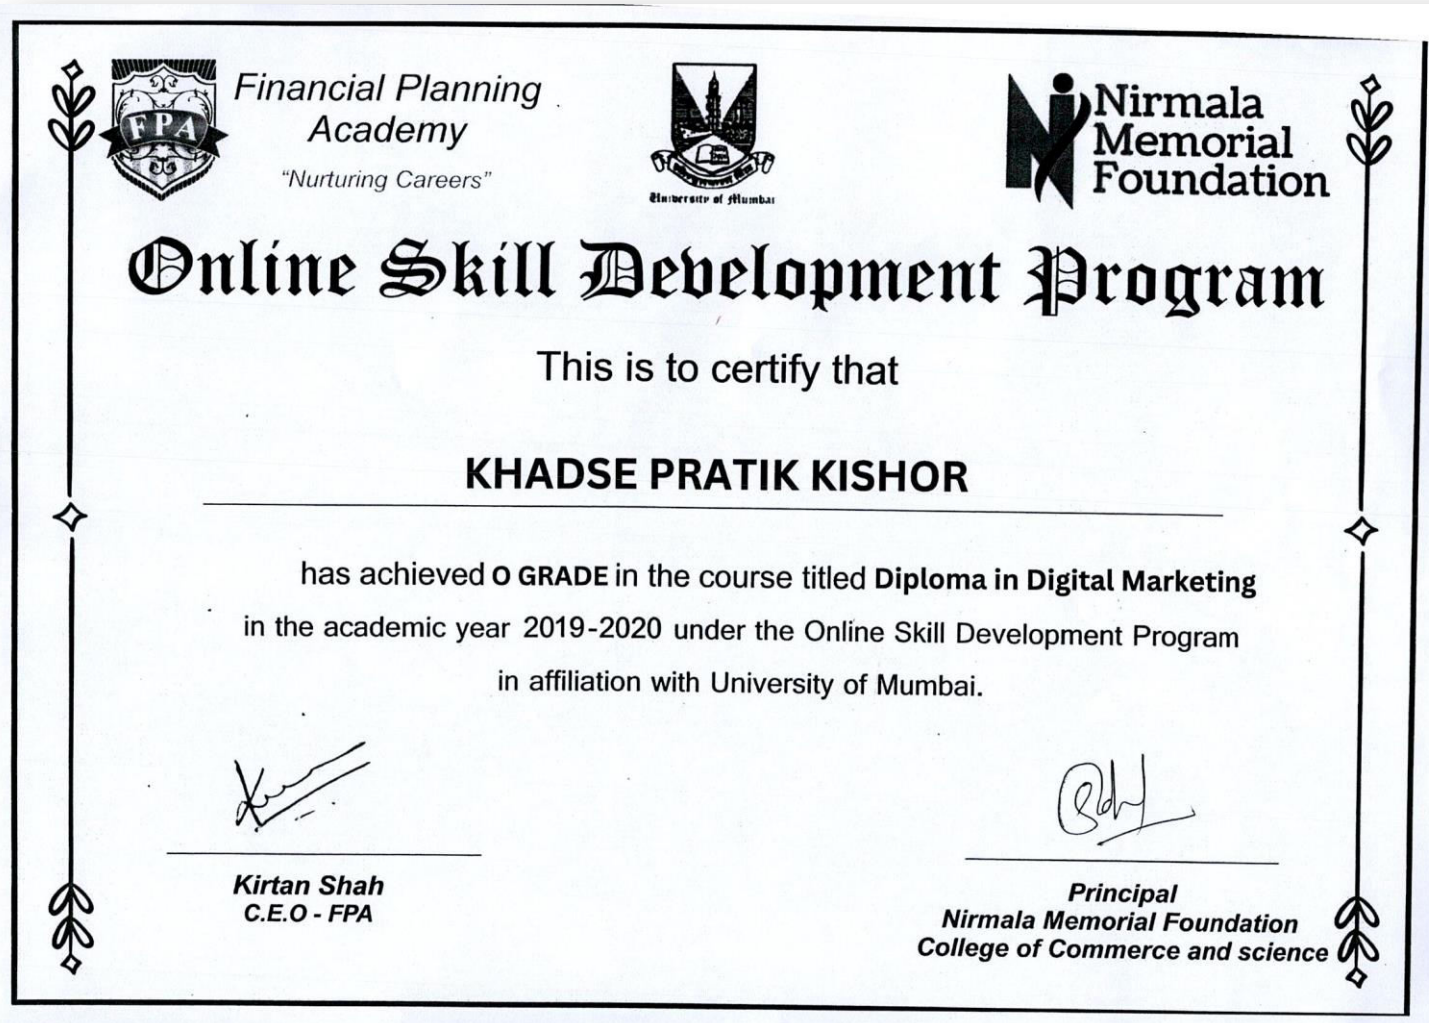 FPA
Financial Planning
Academy
"Nurturing Careers"
University of Mumbai
Nirmala
Memorial
Foundation
Online Skill Development Program
This is to certify that
KHADSE PRATIK KISHOR
has achieved O GRADE in the course titled Diploma in Digital Marketing
in the academic year 2019-2020 under the Online Skill Development Program
in affiliation with University of Mumbai.
Kirtan Shah
C.E.O - FPA
Principal
Nirmala Memorial Foundation
College of Commerce and science